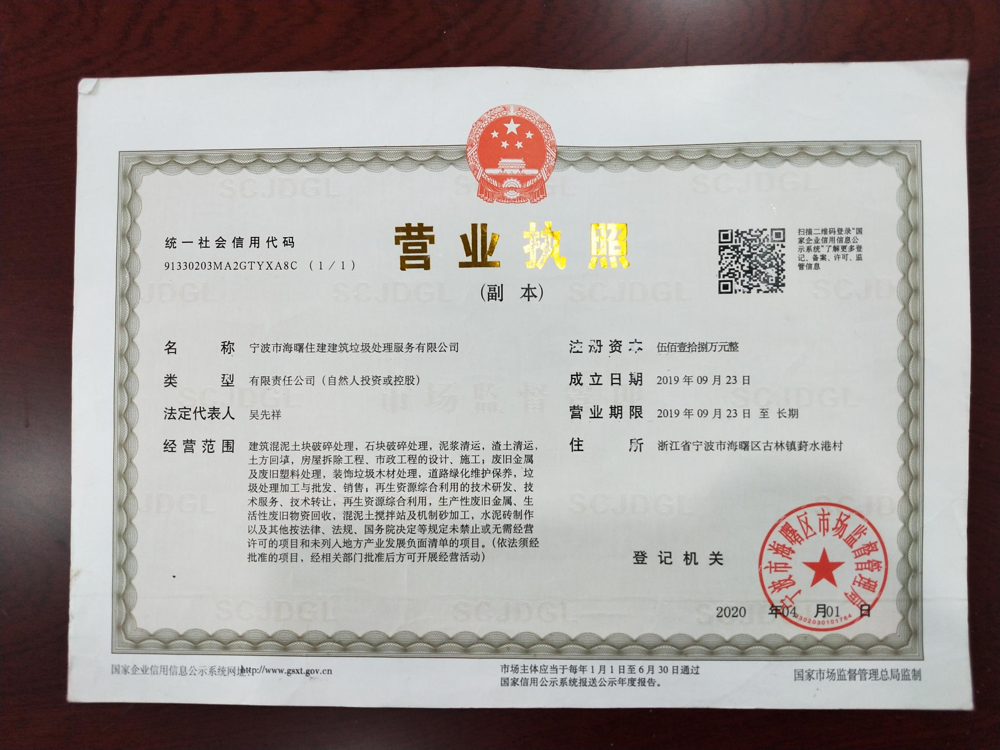 统一社会信用代码
91330203MA2GTYXA8C（1/1）
营业执照
(副 本)
扫描二维码登录“国
家企业信用信息公
示系统”了解更多登
记、备案、许可、监
管信息
名 称 宁波市海曙住建建筑垃圾处理服务有限公司
类 型 有限责任公司（自然人投资或控股）
法定代表人 吴先祥
经营范围 建筑混泥土块破碎处理，石块破碎处理，泥浆清运，渣土清运，
土方回填，房屋拆除工程、市政工程的设计、施工；废旧金属
及废旧塑料处理，装饰垃圾木材处理，道路绿化维护保养，垃
圾处理加工与批发、销售；再生资源综合利用的技术研发、技
术服务、技术转让，再生资源综合利用，生产性废旧金属、生
活性废旧物资回收，混泥土搅拌站及机制砂加工，水泥砖制作
以及其他按法律、法规、国务院决定等规定未禁止或无需经营
许可的项目和未列入地方产业发展负面清单的项目。（依法须经
批准的项目，经相关部门批准后方可开展经营活动）
注册资本 伍佰壹拾捌万元整
成立日期 2019年09月23日
营业期限 2019年09月23日 至 长期
住 所 浙江省宁波市海曙区古林镇葑水港村
登记机关
宁波市海曙区市场监督管理局
3302030101764
2020 年04 月01 日
国家企业信用信息公示系统网址：http://www.gsxt.gov.cn
市场主体应当于每年1月1日至6月30日通过
国家信用公示系统报送公示年度报告。
国家市场监督管理总局监制
SCJDGL
市场监督管理